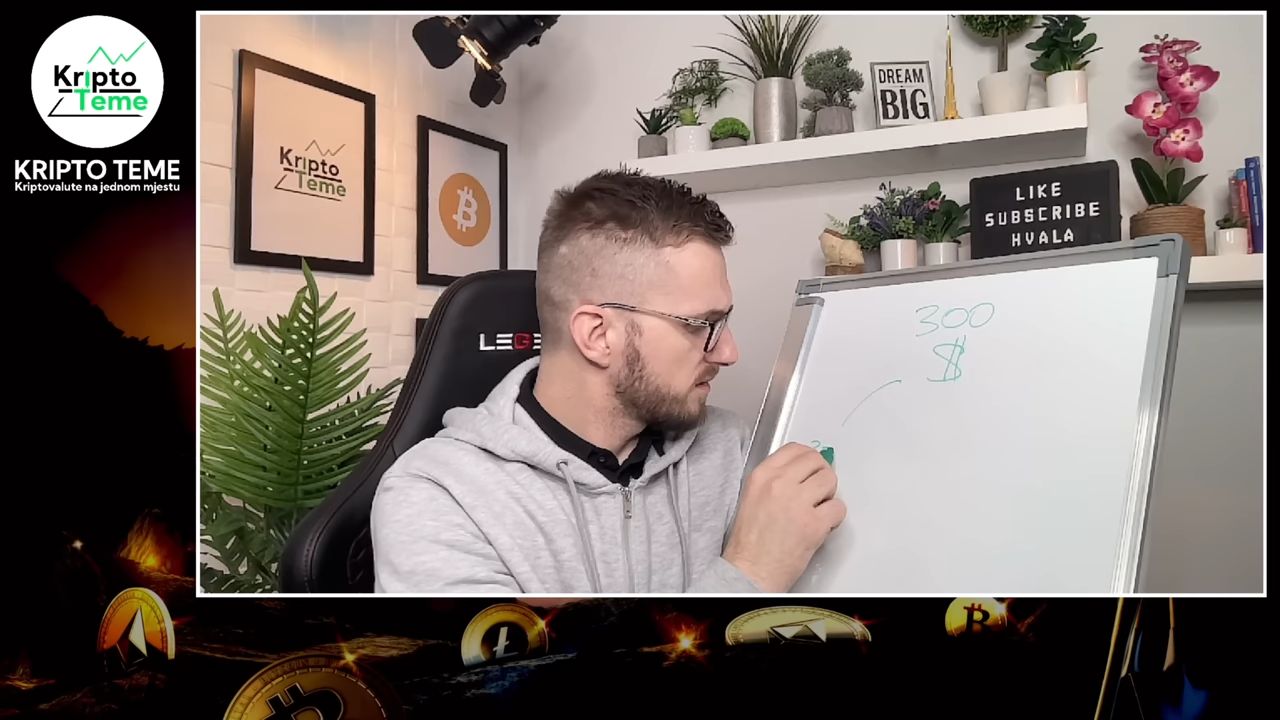 Kripto
Teme
KRIPTO TEME
Kriptovalute na jednom mjestu
Kripto
Teme
DREAM
BIG
LIKE
SUBSCRIBE
HVALA
300
$